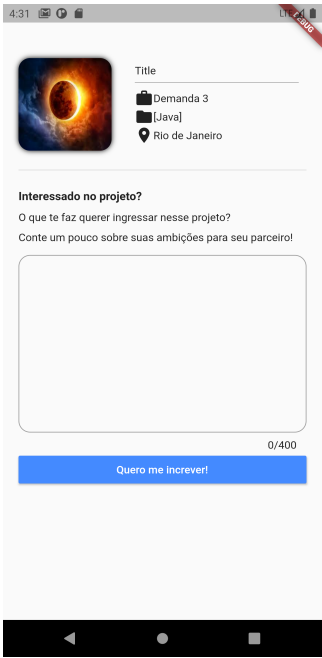 4:31
LTE
DEBUG
Title
Demanda 3
[Java]
Rio de Janeiro
Interessado no projeto?
O que te faz querer ingressar nesse projeto?
Conte um pouco sobre suas ambições para seu parceiro!
0/400
Quero me increver!